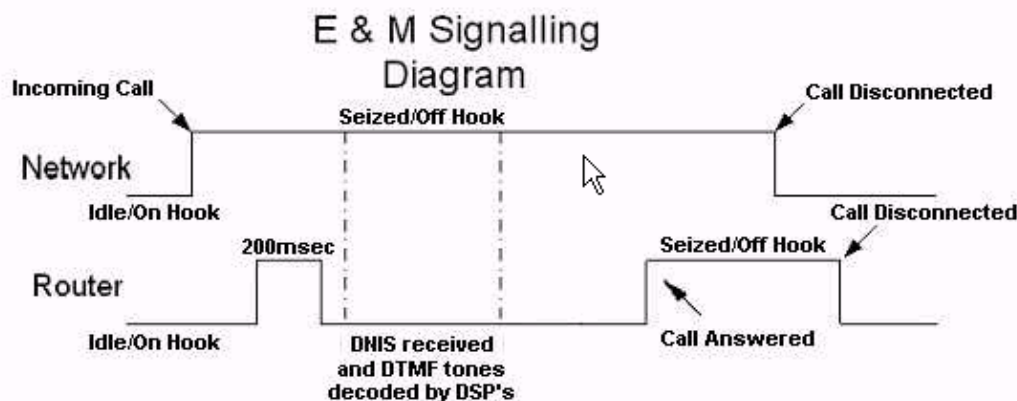 E & M Signalling
Diagram
Incoming Call
Seized/Off Hook
Call Disconnected
Network
Idle/On Hook
Call Disconnected
200msec
Seized/Off Hook
Router
Idle/On Hook
Call Answered
DNIS received
and DTMF tones
decoded by DSP's